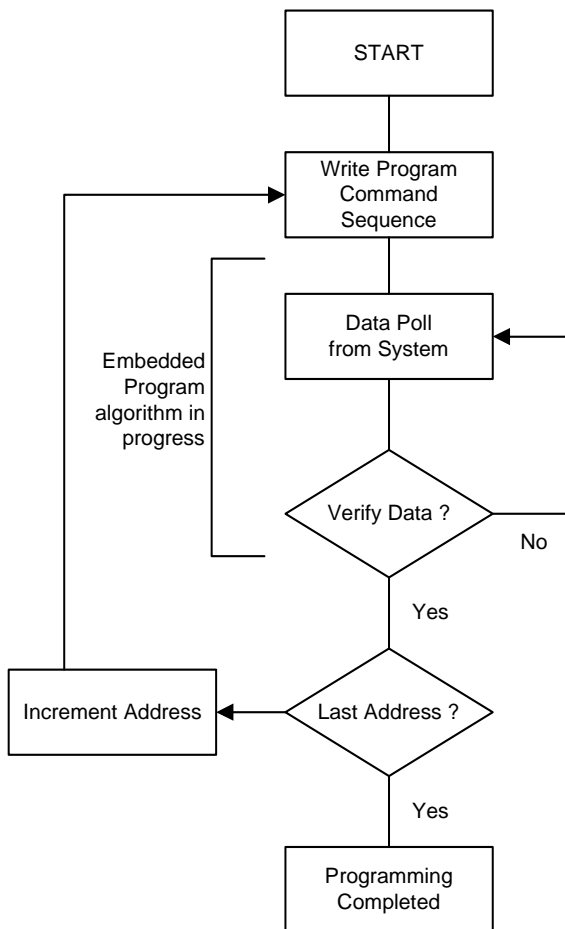 START
Write Program
Command
Sequence
Data Poll
from System
Embedded
Program
algorithm in
progress
Verify Data ?
No
Yes
Increment Address
Last Address ?
Yes
Programming
Completed